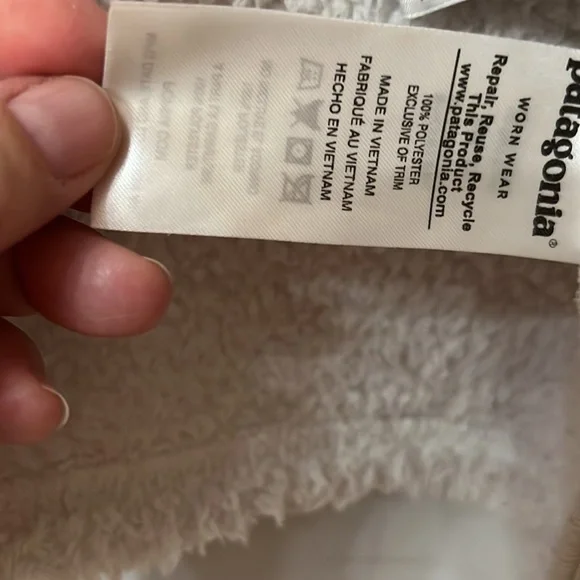 patagonia®
WORN WEAR
Repair, Reuse, Recycle
This Product
www.patagonia.com
100% POLYESTER
EXCLUSIVE OF TRIM
MADE IN VIETNAM
FABRIQUÉ AU VIETNAM
HECHO EN VIETNAM